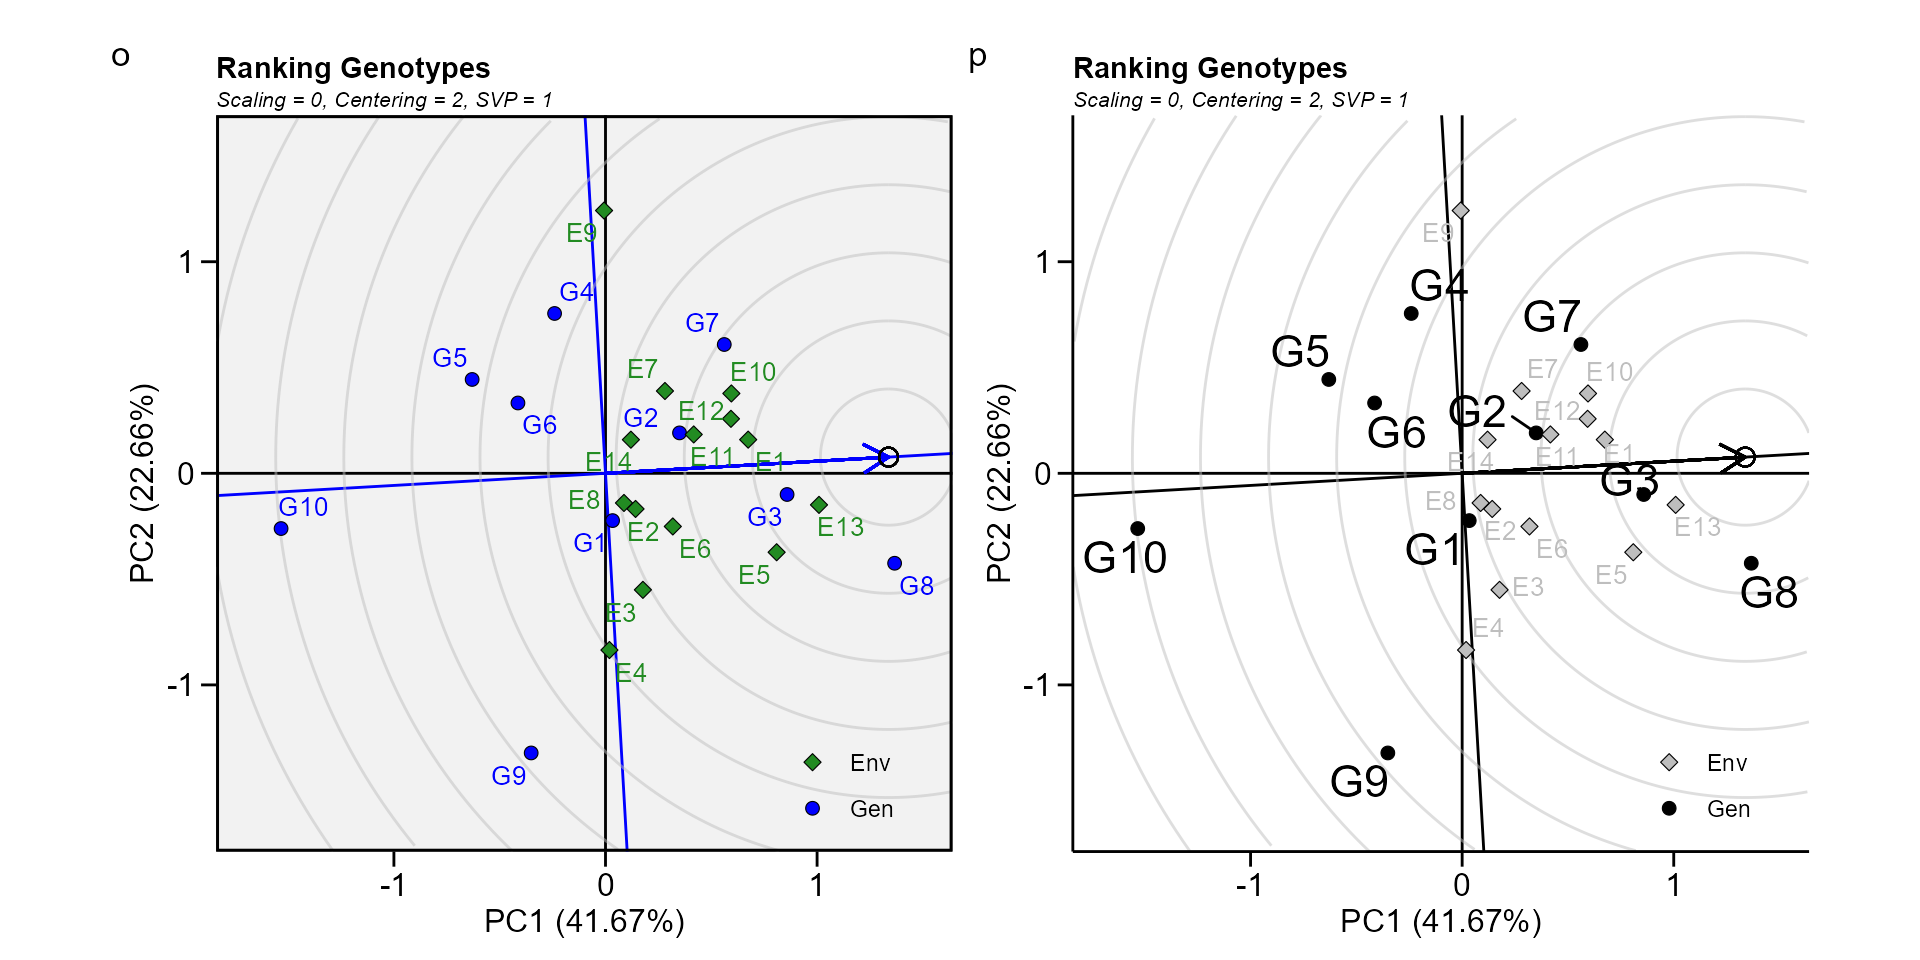 o
Ranking Genotypes
Scaling = 0, Centering = 2, SVP = 1
E9
G4
G7
G5
E7
E10
E12
G2
G6
E11
E14
E1
E8
G10
G3
E2
E13
G1
E6
E5
G8
E3
E4
G9
Env
Gen
1
0
-1
-1
0
1
PC1 (41.67%)
PC2 (22.66%)
p
Ranking Genotypes
Scaling = 0, Centering = 2, SVP = 1
E9
G4
G7
G5
E7
E10
G2
E12
G6
E11
E1
E14
G3
E8
E2
E13
G1
E6
G10
E5
E3
G8
E4
G9
Env
Gen
1
0
-1
-1
0
1
PC1 (41.67%)
PC2 (22.66%)